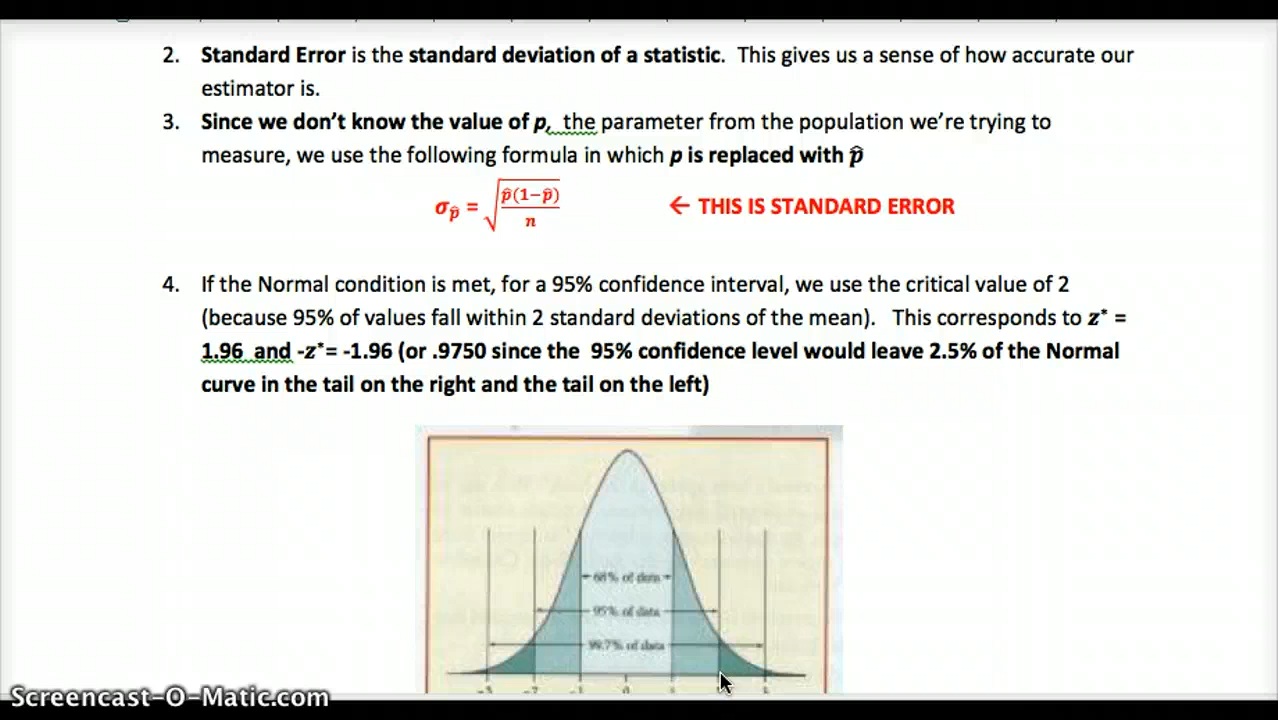 2. Standard Error is the standard deviation of a statistic. This gives us a sense of how accurate our
estimator is.
3. Since we don't know the value of p, the parameter from the population we're trying to
measure, we use the following formula in which p is replaced with p̂
σp̂ = √(p̂(1−p̂)/n) ← THIS IS STANDARD ERROR
4. If the Normal condition is met, for a 95% confidence interval, we use the critical value of 2
(because 95% of values fall within 2 standard deviations of the mean). This corresponds to z* =
1.96 and -z*= -1.96 (or .9750 since the 95% confidence level would leave 2.5% of the Normal
curve in the tail on the right and the tail on the left)
68% of data
95% of data
99.7% of data
Screencast-O-Matic.com